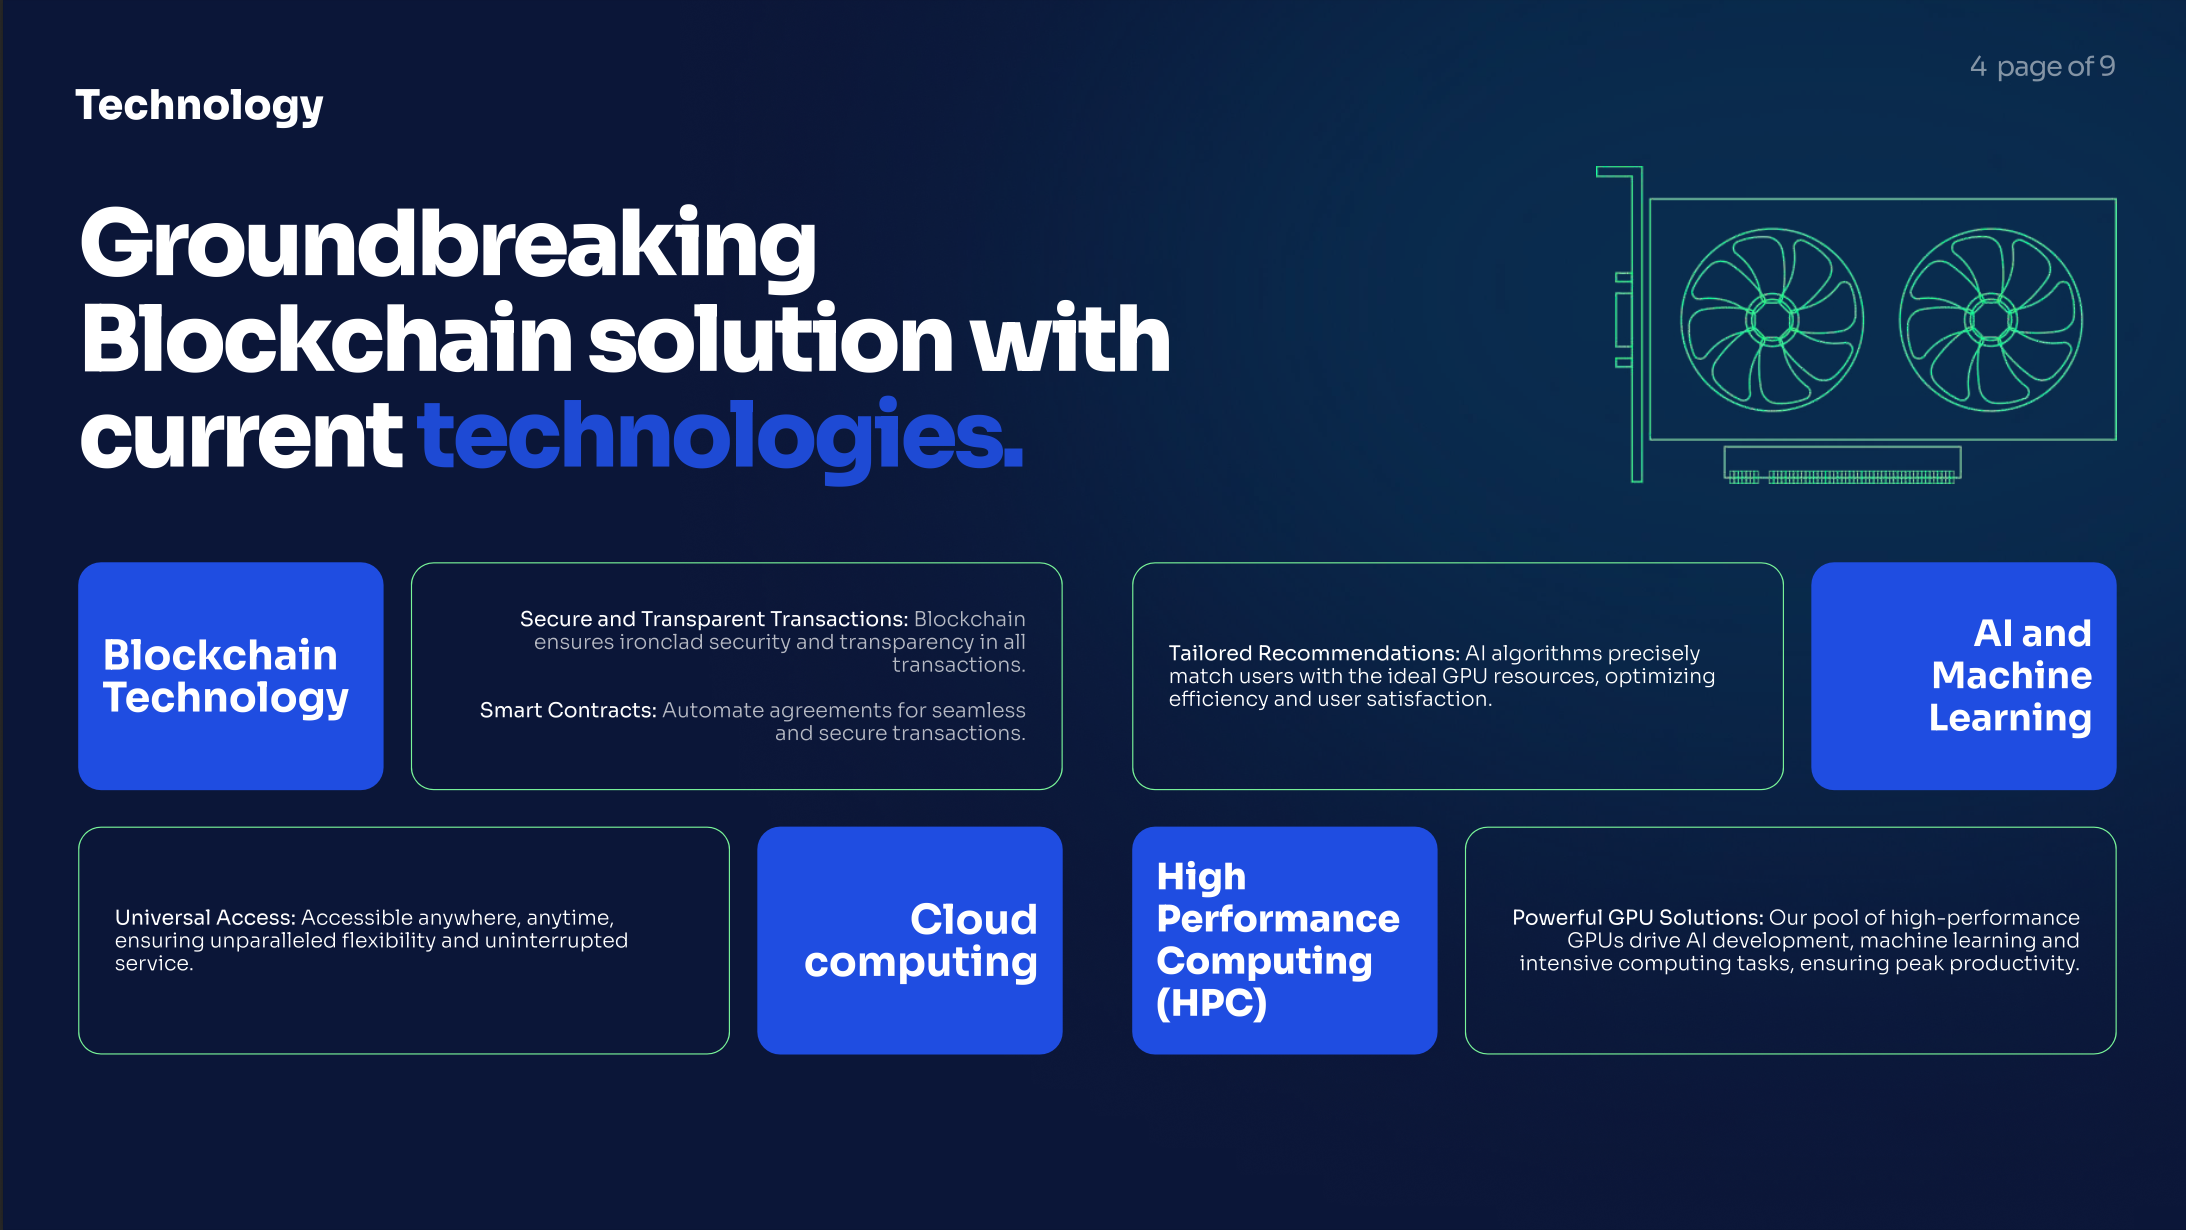 4 page of 9
Technology
Groundbreaking
Blockchain solution with
current technologies.
Blockchain
Technology
Secure and Transparent Transactions: Blockchain
ensures ironclad security and transparency in all
transactions.
Smart Contracts: Automate agreements for seamless
and secure transactions.
Tailored Recommendations: AI algorithms precisely
match users with the ideal GPU resources, optimizing
efficiency and user satisfaction.
AI and
Machine
Learning
Universal Access: Accessible anywhere, anytime,
ensuring unparalleled flexibility and uninterrupted
service.
Cloud
computing
High
Performance
Computing
(HPC)
Powerful GPU Solutions: Our pool of high-performance
GPUs drive AI development, machine learning and
intensive computing tasks, ensuring peak productivity.